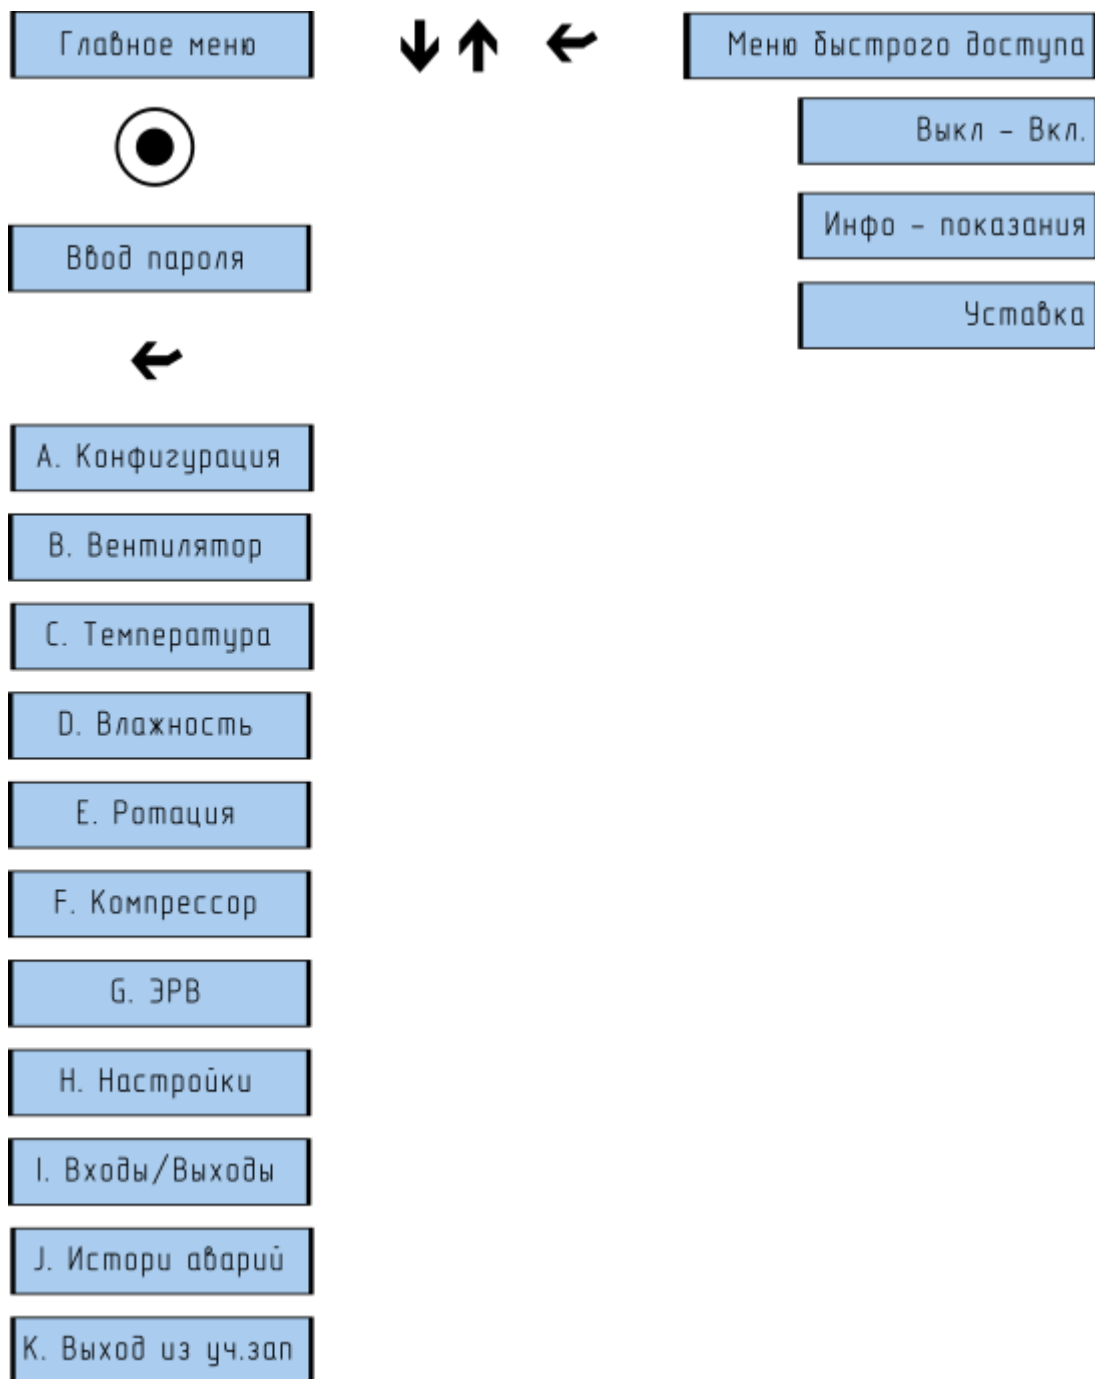 Главное меню
Меню быстрого доступа
Выкл - Вкл.
Инфо - показания
Уставка
Ввод пароля
A. Конфигурация
B. Вентилятор
C. Температура
D. Влажность
E. Ротация
F. Компрессор
G. ЭРВ
H. Настройки
I. Входы/Выходы
J. Истори аварий
K. Выход из уч.зап